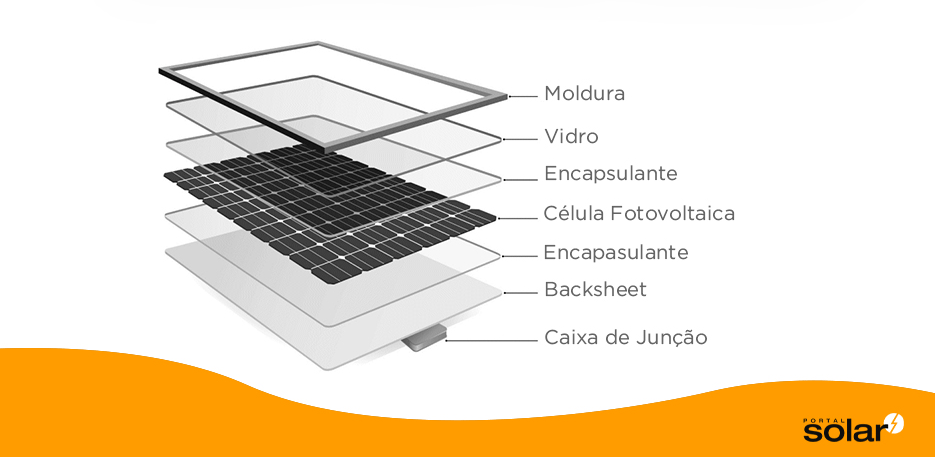 Moldura
Vidro
Encapsulante
Célula Fotovoltaica
Encapasulante
Backsheet
Caixa de Junção
PORTAL
solar